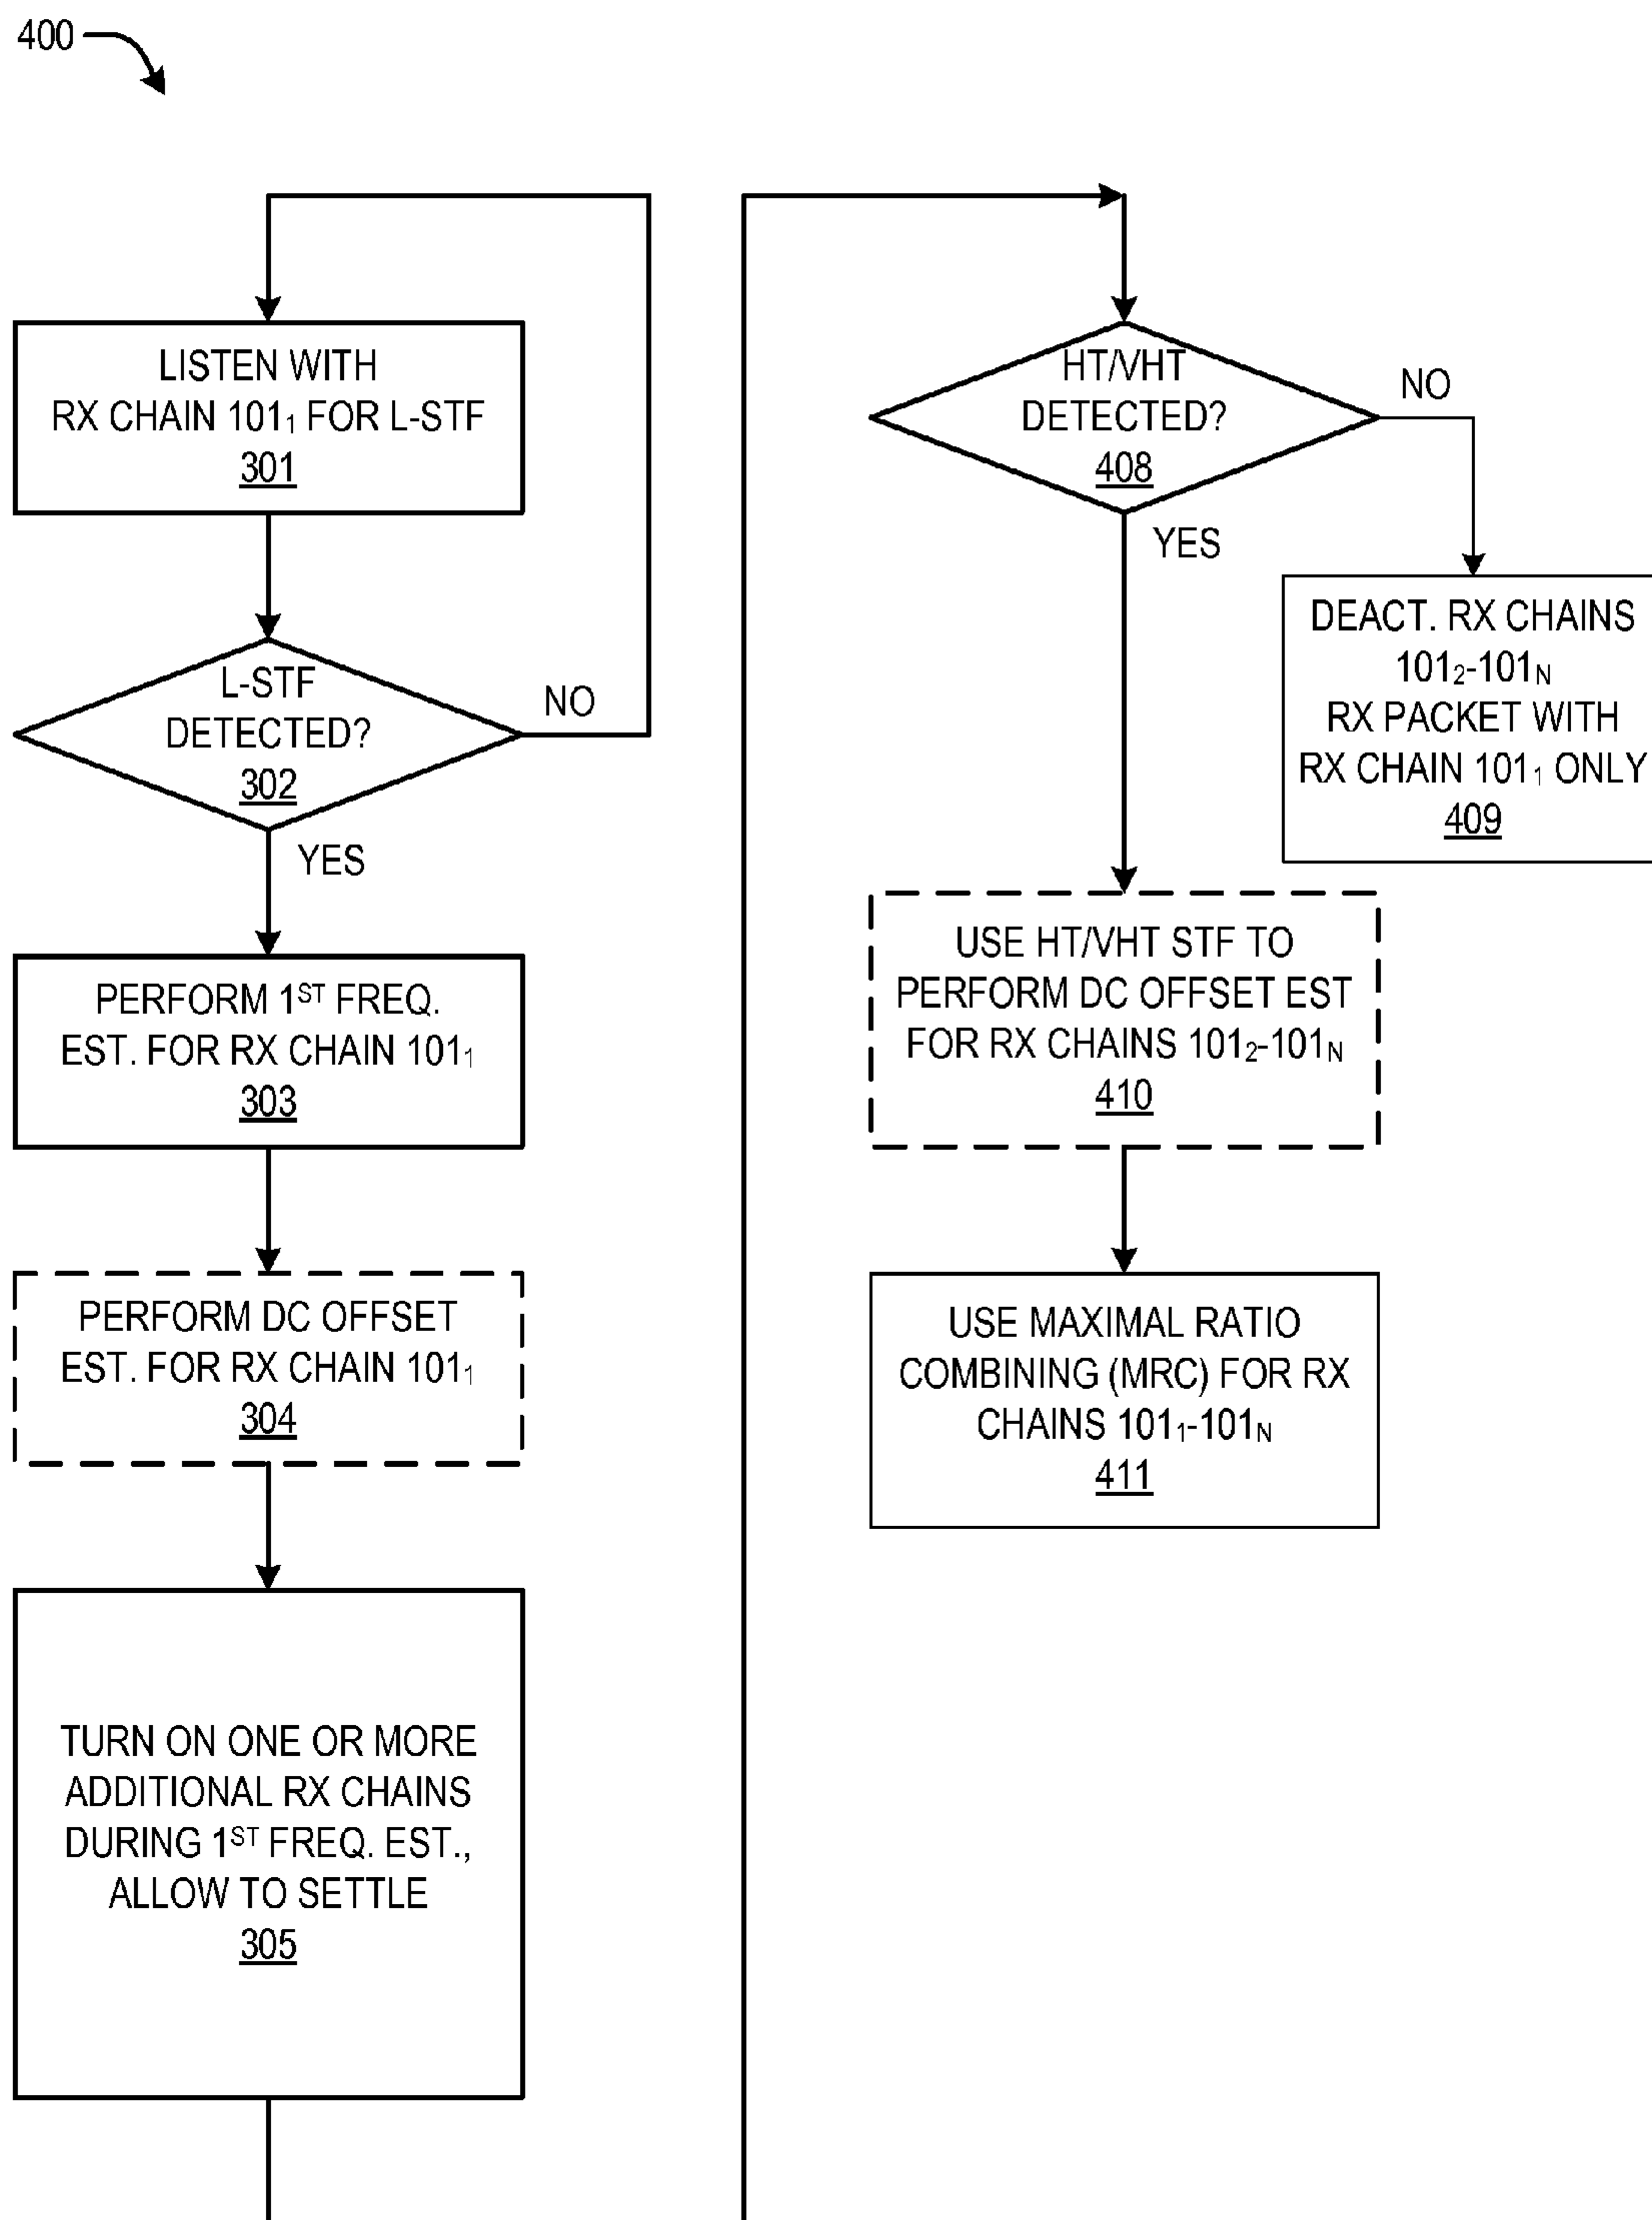 400
LISTEN WITH
RX CHAIN 101₁ FOR L-STF
301
L-STF
DETECTED?
302
NO
YES
PERFORM 1ST FREQ.
EST. FOR RX CHAIN 101₁
303
PERFORM DC OFFSET
EST. FOR RX CHAIN 101₁
304
TURN ON ONE OR MORE
ADDITIONAL RX CHAINS
DURING 1ST FREQ. EST.,
ALLOW TO SETTLE
305
HT/VHT
DETECTED?
408
NO
YES
DEACT. RX CHAINS
101₂-101N
RX PACKET WITH
RX CHAIN 101₁ ONLY
409
USE HT/VHT STF TO
PERFORM DC OFFSET EST
FOR RX CHAINS 101₂-101N
410
USE MAXIMAL RATIO
COMBINING (MRC) FOR RX
CHAINS 101₁-101N
411